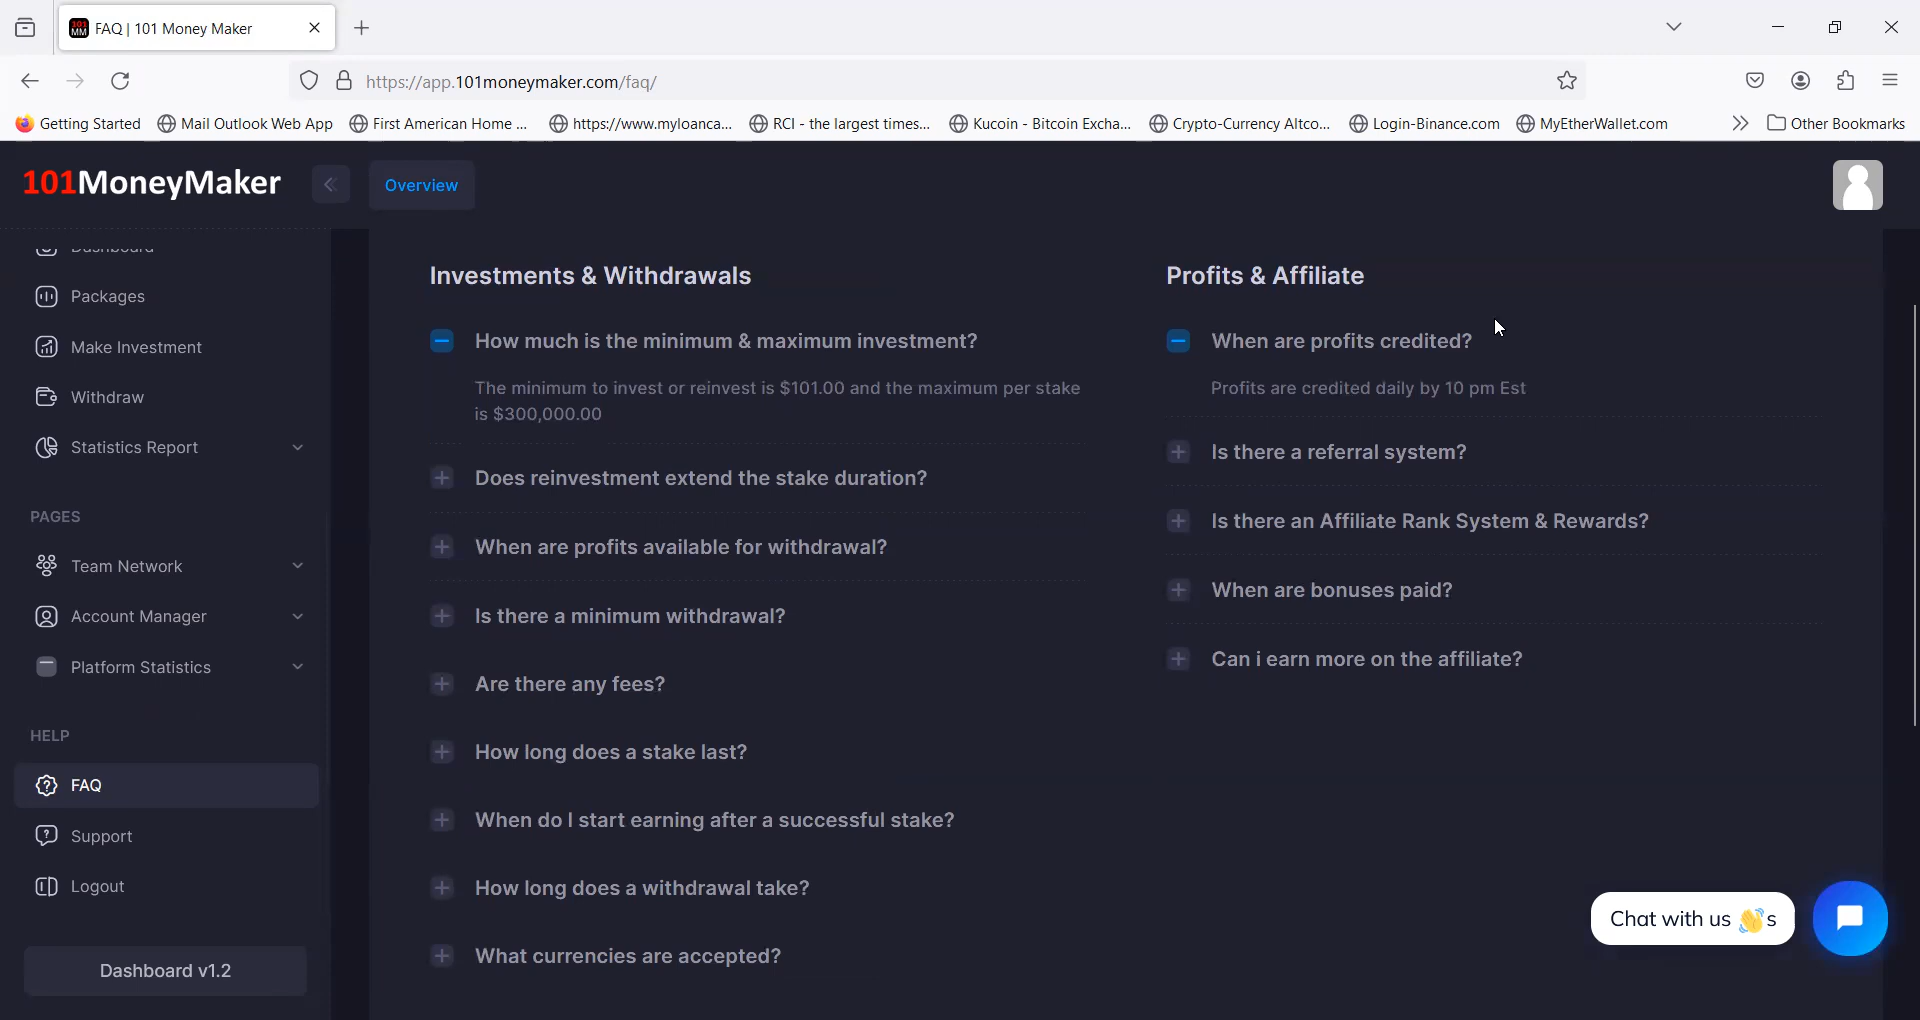 FAQ | 101 Money Maker
https://app.101moneymaker.com/faq/
Getting Started
Mail Outlook Web App
First American Home ...
https://www.myloanca...
RCI - the largest times...
Kucoin - Bitcoin Excha...
Crypto-Currency Altco...
Login-Binance.com
MyEtherWallet.com
Other Bookmarks
101MoneyMaker
Overview
Dashboard
Packages
Make Investment
Withdraw
Statistics Report
PAGES
Team Network
Account Manager
Platform Statistics
HELP
FAQ
Support
Logout
Dashboard v1.2
Investments & Withdrawals
How much is the minimum & maximum investment?
The minimum to invest or reinvest is $101.00 and the maximum per stake
is $300,000.00
Does reinvestment extend the stake duration?
When are profits available for withdrawal?
Is there a minimum withdrawal?
Are there any fees?
How long does a stake last?
When do I start earning after a successful stake?
How long does a withdrawal take?
What currencies are accepted?
Profits & Affiliate
When are profits credited?
Profits are credited daily by 10 pm Est
Is there a referral system?
Is there an Affiliate Rank System & Rewards?
When are bonuses paid?
Can i earn more on the affiliate?
Chat with us 👋s